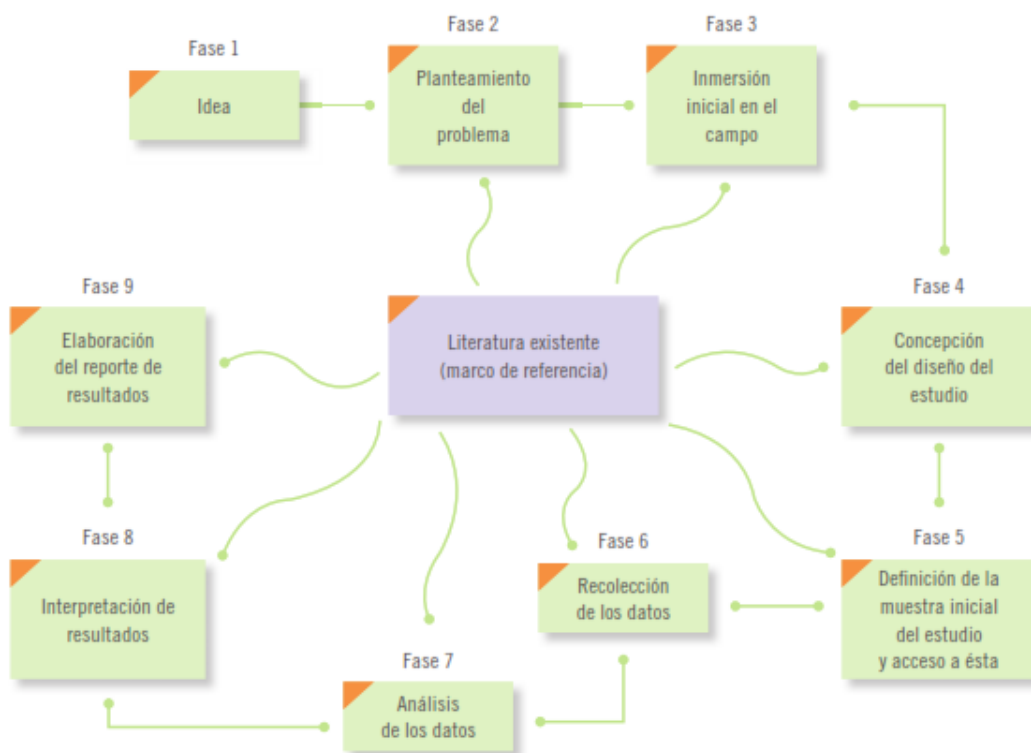 Fase 1
Idea
Fase 2
Planteamiento
del
problema
Fase 3
Inmersión
inicial en el
campo
Fase 9
Elaboración
del reporte de
resultados
Literatura existente
(marco de referencia)
Fase 4
Concepción
del diseño del
estudio
Fase 8
Interpretación de
resultados
Fase 7
Análisis
de los datos
Fase 6
Recolección
de los datos
Fase 5
Definición de la
muestra inicial
del estudio
y acceso a ésta